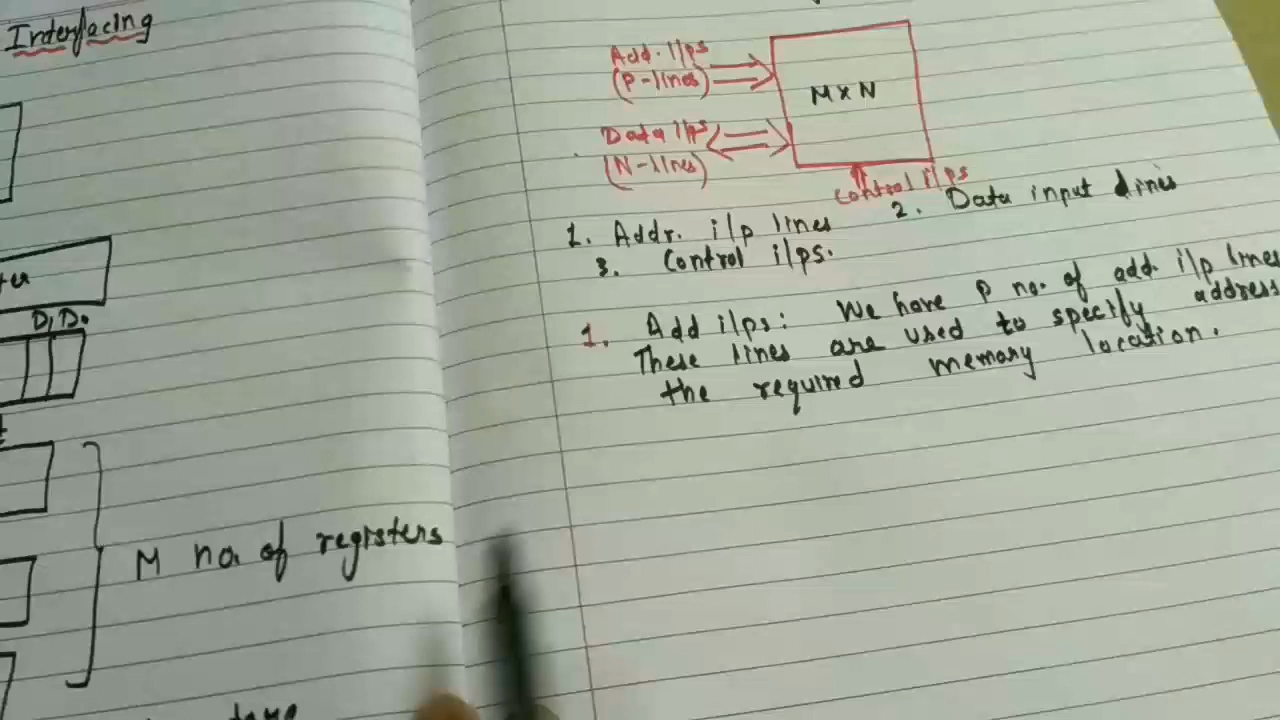 Interfacing
D₁ D₀
M no. of registers
Add. i/ps
(P-lines)
M x N
Data i/ps
(N-lines)
control i/ps
1. Addr. i/p lines 2. Data input lines
3. Control i/ps.
1. Add i/ps: We have P no. of add. i/p lines
These lines are used to specify address
the required memory location.